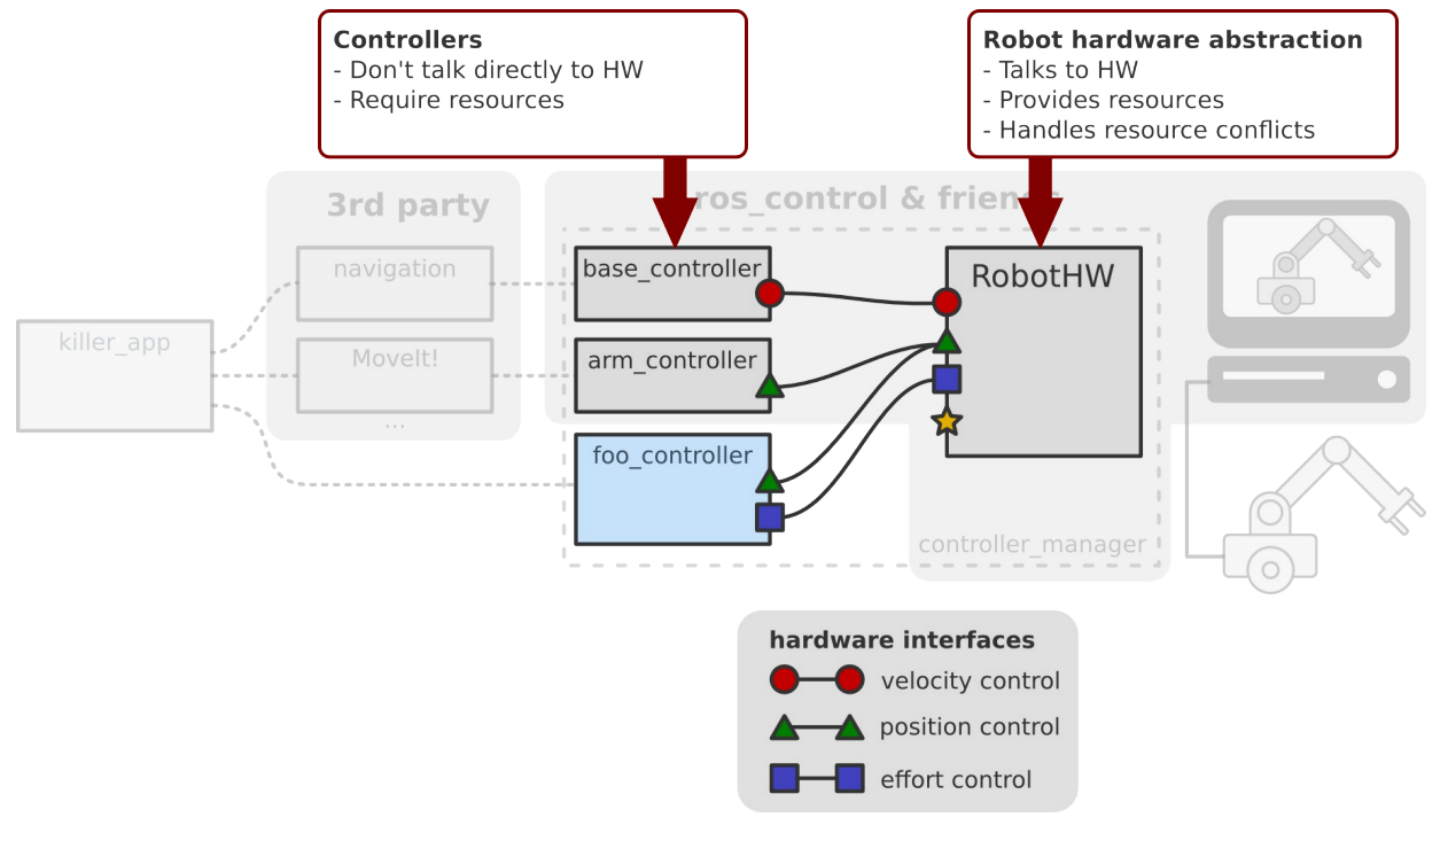 Controllers
- Don't talk directly to HW
- Require resources
Robot hardware abstraction
- Talks to HW
- Provides resources
- Handles resource conflicts
3rd party
ros_control & friends
navigation
MoveIt!
...
killer_app
base_controller
arm_controller
foo_controller
RobotHW
controller_manager
hardware interfaces
velocity control
position control
effort control